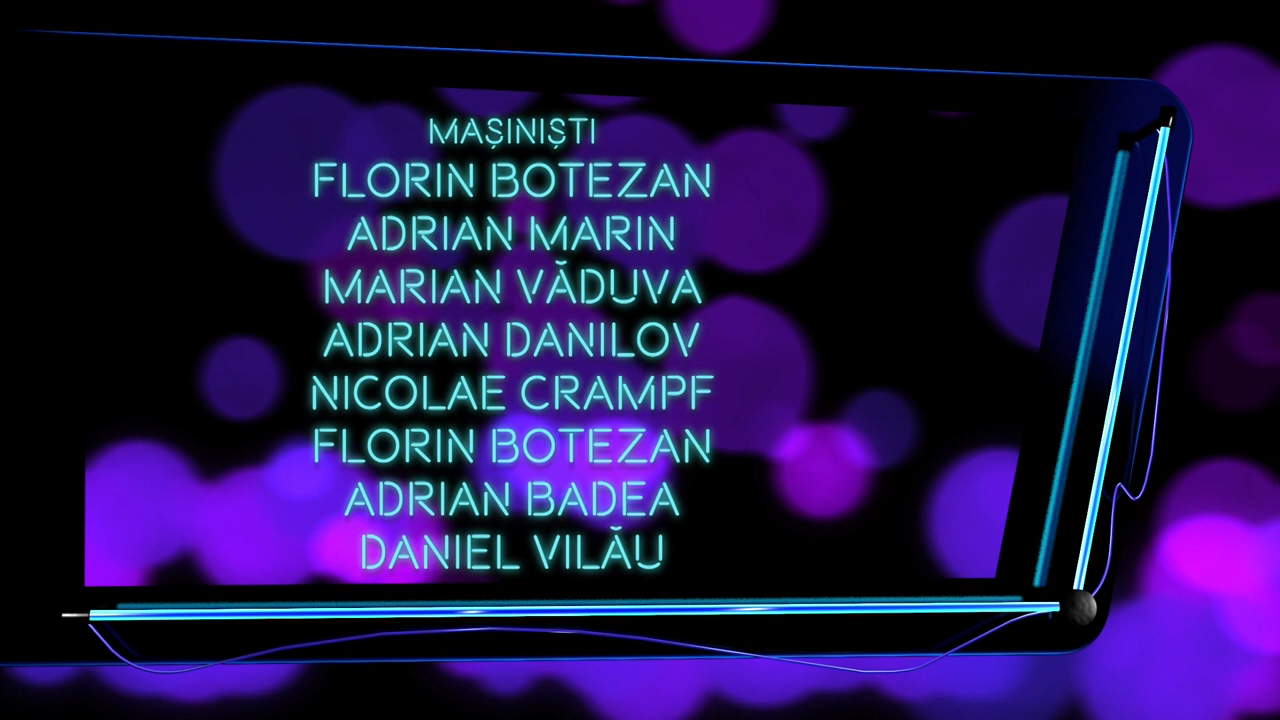 MAȘINIȘTI
FLORIN BOTEZAN
ADRIAN MARIN
MARIAN VĂDUVA
ADRIAN DANILOV
NICOLAE CRAMPF
FLORIN BOTEZAN
ADRIAN BADEA
DANIEL VILĂU